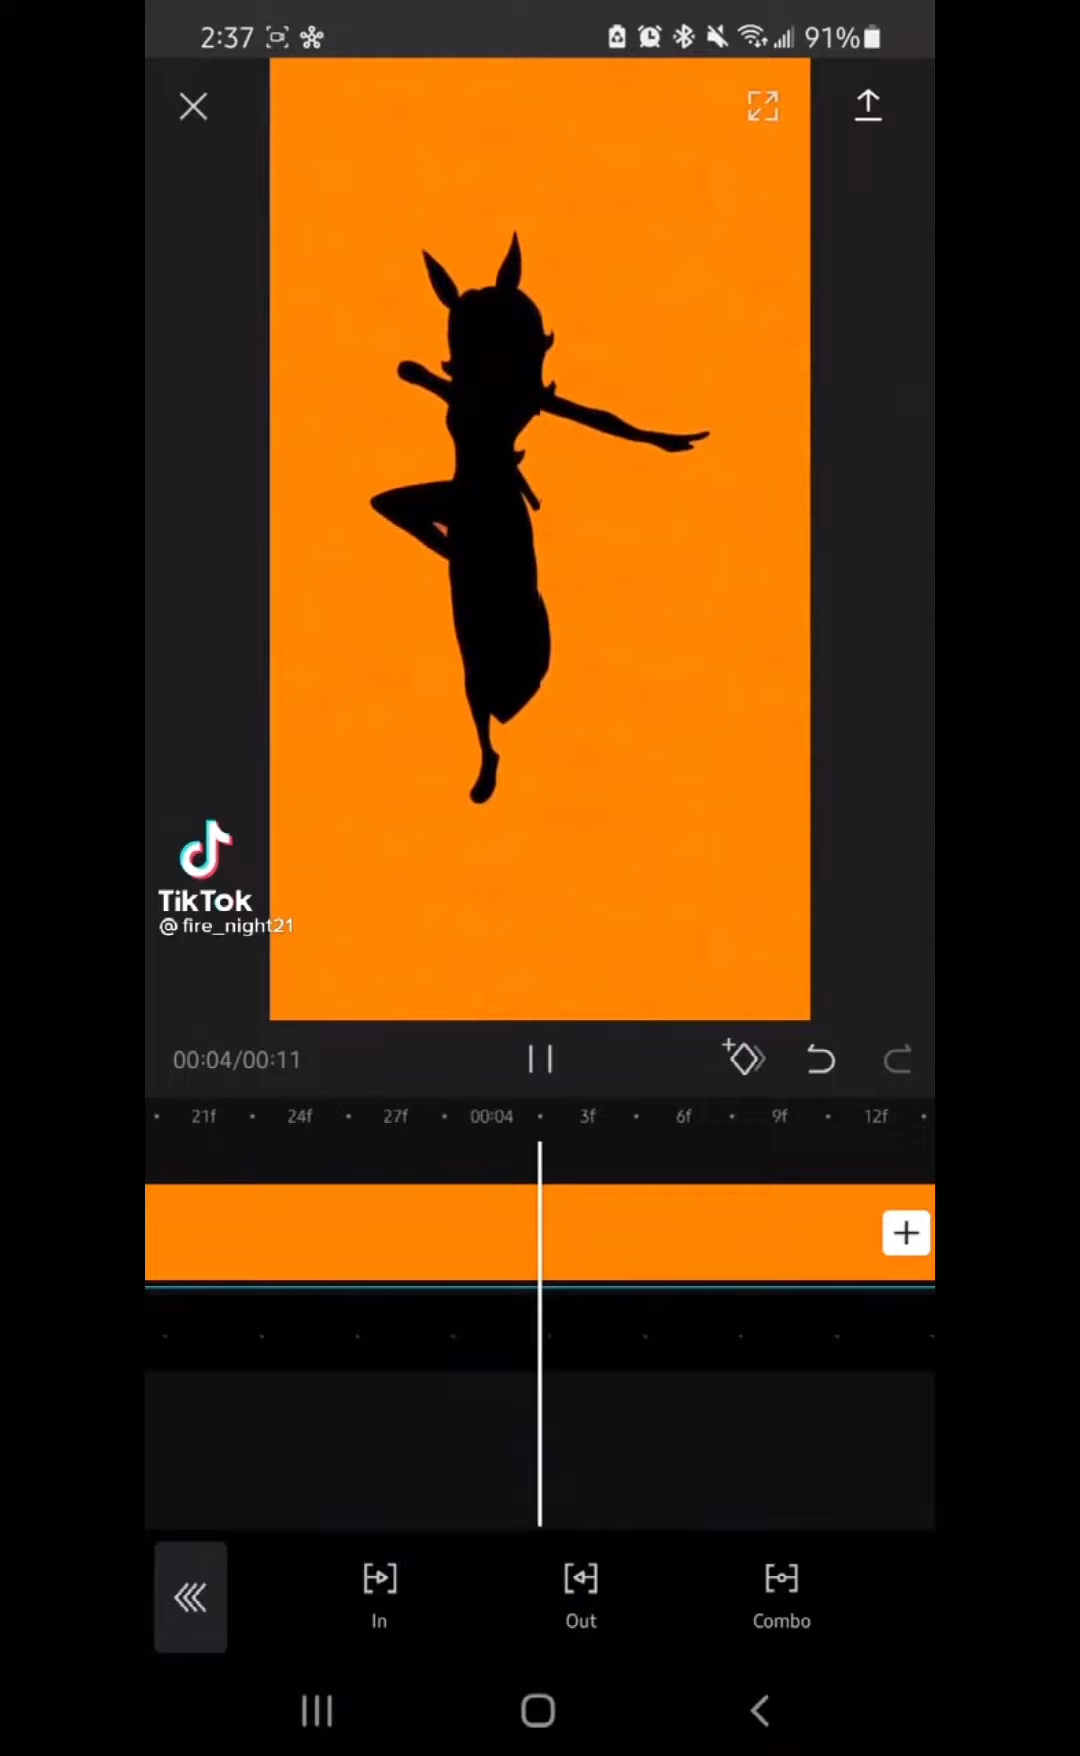 2:37 91%
TikTok
@ fire_night21
00:04/00:11
21f 24f 27f 00:04 3f 6f 9f 12f
In Out Combo